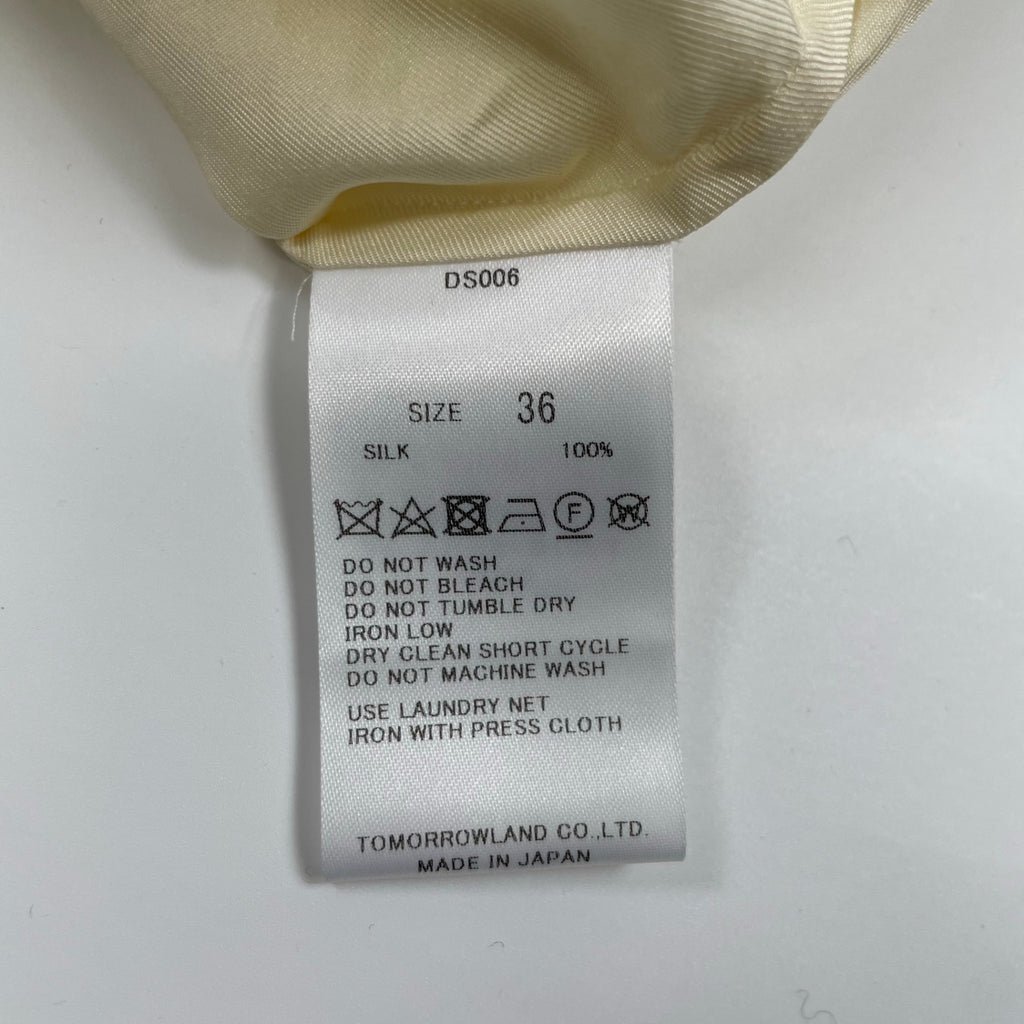 DS006
SIZE 36
SILK 100%
F W
DO NOT WASH
DO NOT BLEACH
DO NOT TUMBLE DRY
IRON LOW
DRY CLEAN SHORT CYCLE
DO NOT MACHINE WASH
USE LAUNDRY NET
IRON WITH PRESS CLOTH
TOMORROWLAND CO.,LTD.
MADE IN JAPAN